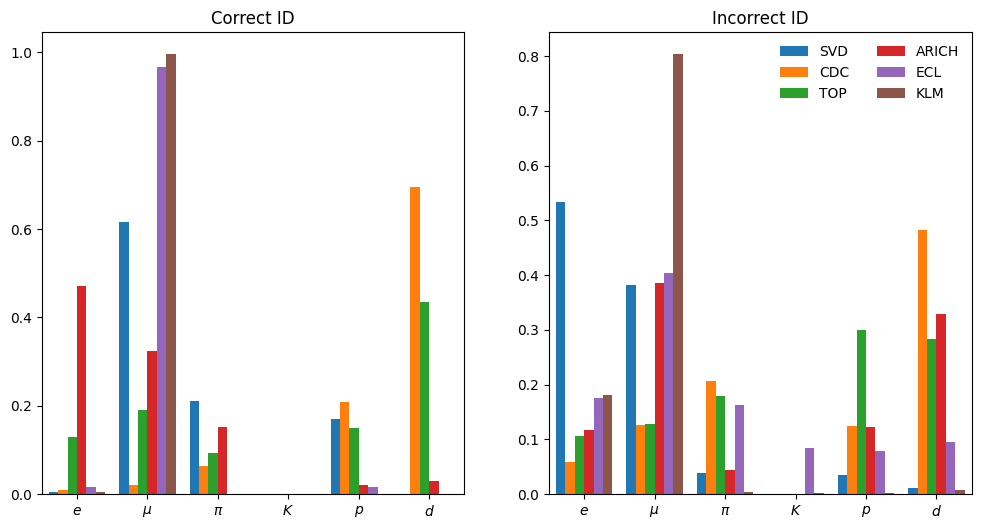 Correct ID
1.0
0.8
0.6
0.4
0.2
0.0
e μ π K p d
Incorrect ID
SVD ARICH
CDC ECL
TOP KLM
0.8
0.7
0.6
0.5
0.4
0.3
0.2
0.1
0.0
e μ π K p d